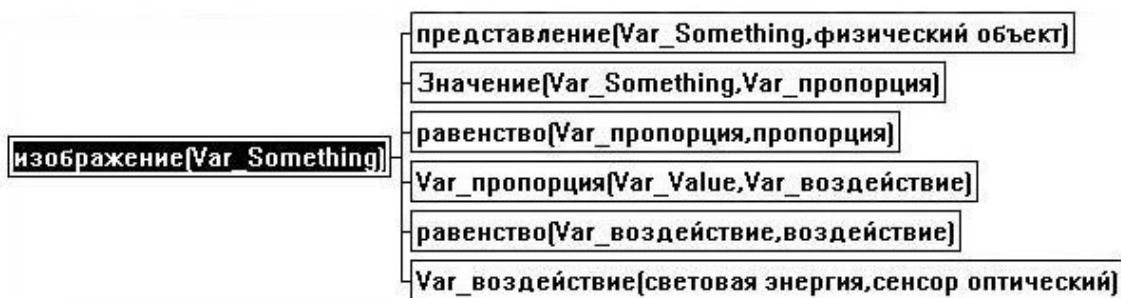 представление(Var_Something,физический объект)
Значение(Var_Something,Var_пропорция)
равенство(Var_пропорция,пропорция)
изображение(Var_Something)
Var_пропорция(Var_Value,Var_воздействие)
равенство(Var_воздействие,воздействие)
Var_воздействие(световая энергия,сенсор оптический)